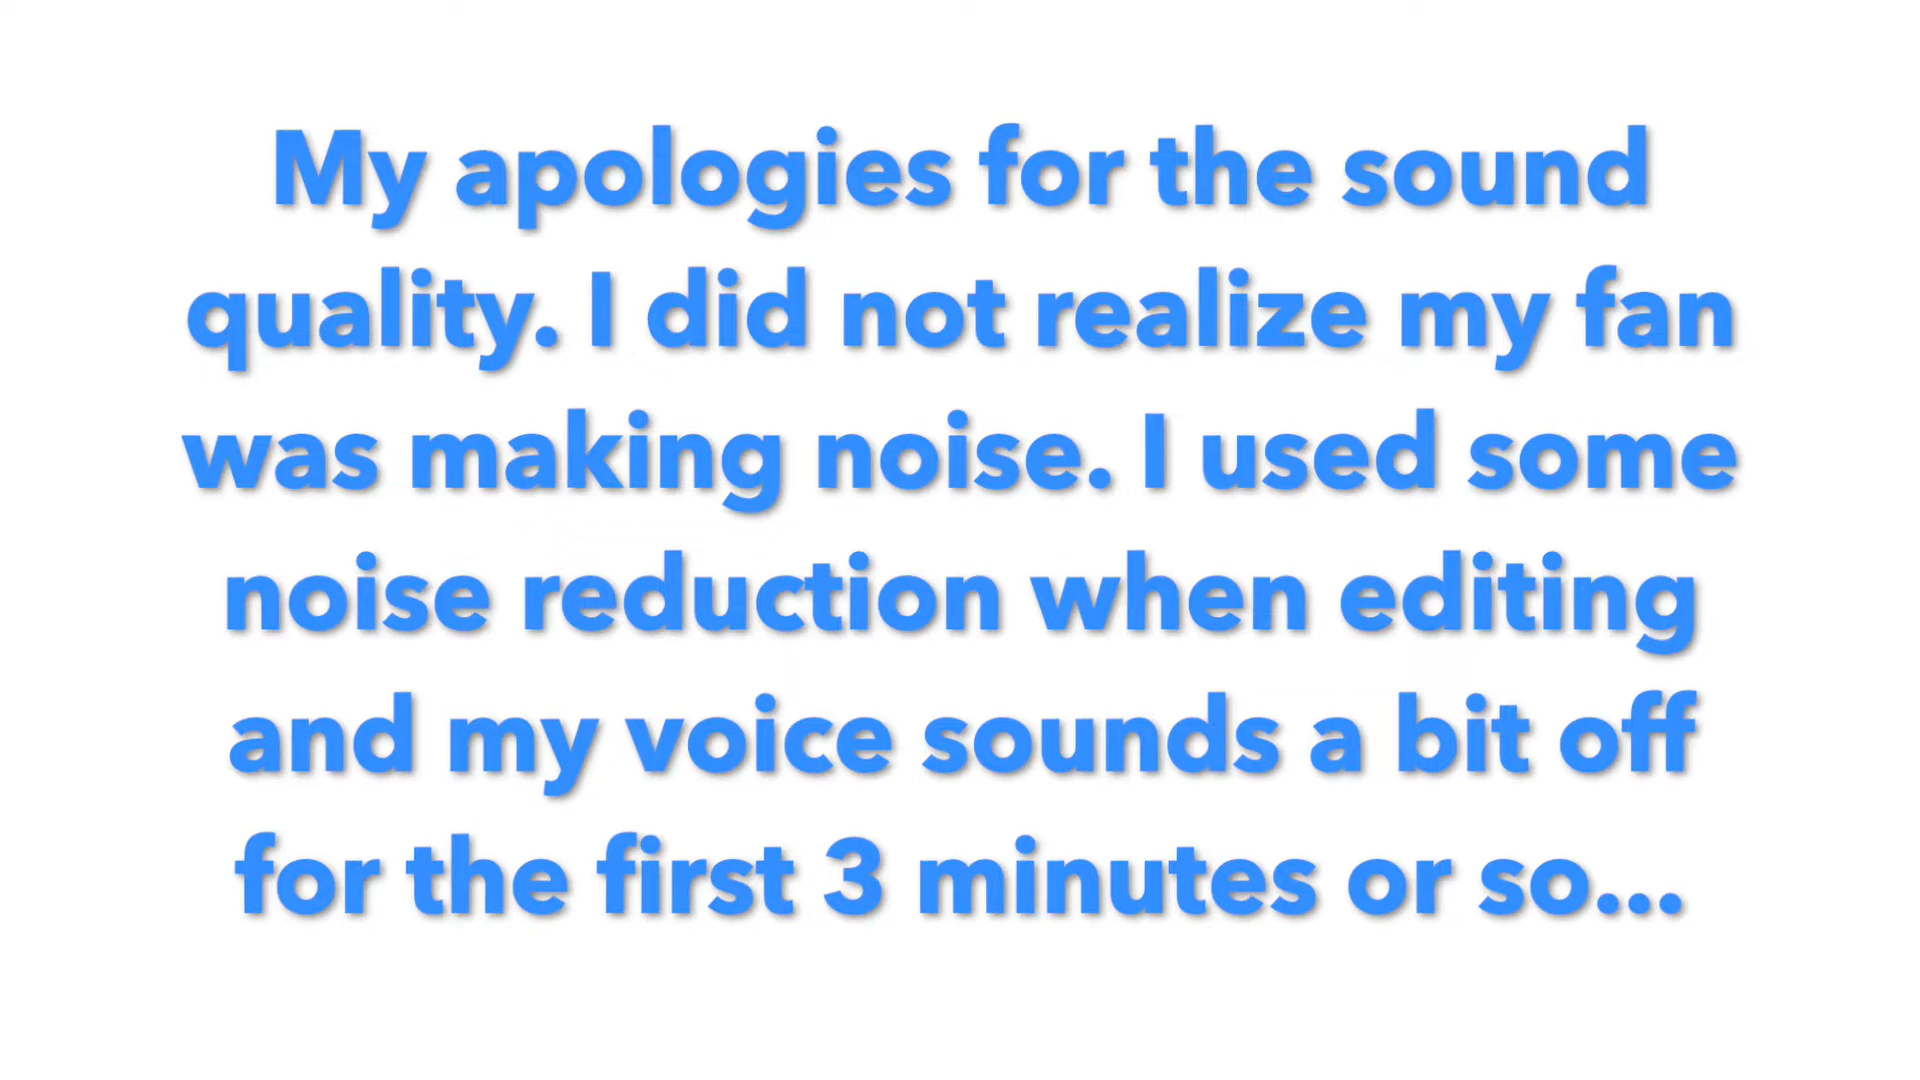 My apologies for the sound
quality. I did not realize my fan
was making noise. I used some
noise reduction when editing
and my voice sounds a bit off
for the first 3 minutes or so...